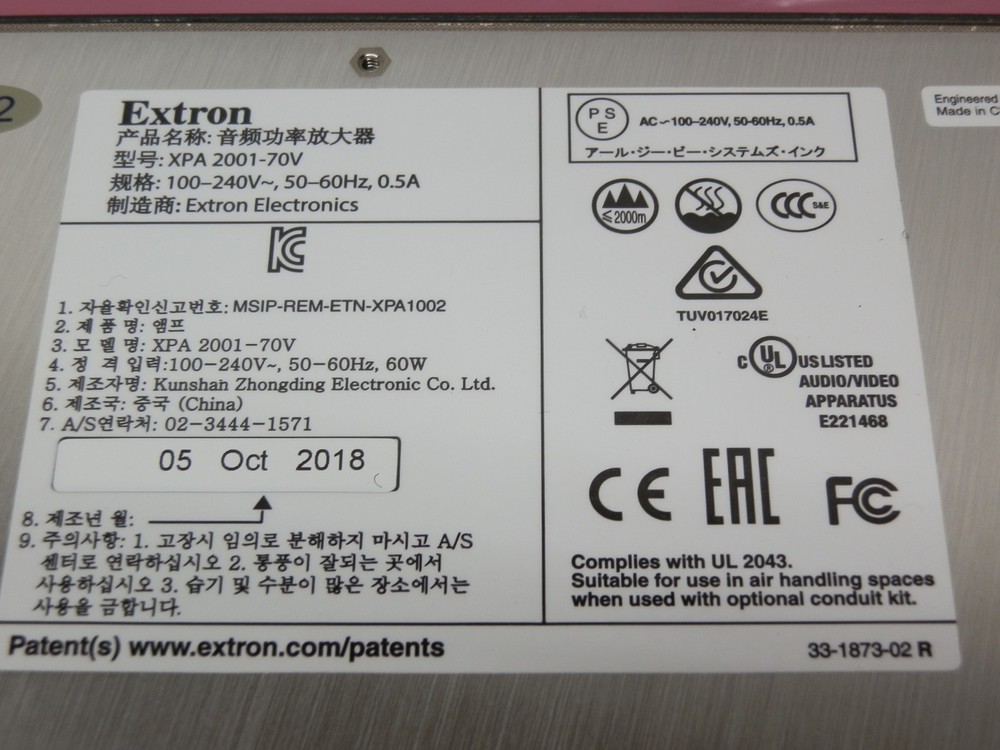 2
Extron
产品名称: 音频功率放大器
型号: XPA 2001-70V
规格: 100–240V~, 50–60Hz, 0.5A
制造商: Extron Electronics
1. 자율확인신고번호: MSIP-REM-ETN-XPA1002
2. 제 품 명: 앰프
3. 모 델 명: XPA 2001-70V
4. 정 격 입력:100-240V~, 50-60Hz, 60W
5. 제조자명: Kunshan Zhongding Electronic Co. Ltd.
6. 제조국: 중국 (China)
7. A/S연락처: 02-3444-1571
05 Oct 2018
8. 제조년 월:
9. 주의사항: 1. 고장시 임의로 분해하지 마시고 A/S
센터로 연락하십시오 2. 통풍이 잘되는 곳에서
사용하십시오 3. 습기 및 수분이 많은 장소에서는
사용을 금합니다.
P S
E
AC ~ 100-240V, 50-60Hz, 0.5A
アール・ジー・ビー・システムズ・インク
≤2000m
CCC S&E
TUV017024E
C UL ® US LISTED
AUDIO/VIDEO
APPARATUS
E221468
CE EAC FC
Complies with UL 2043.
Suitable for use in air handling spaces
when used with optional conduit kit.
Patent(s) www.extron.com/patents
33-1873-02 R
Engineered
Made in